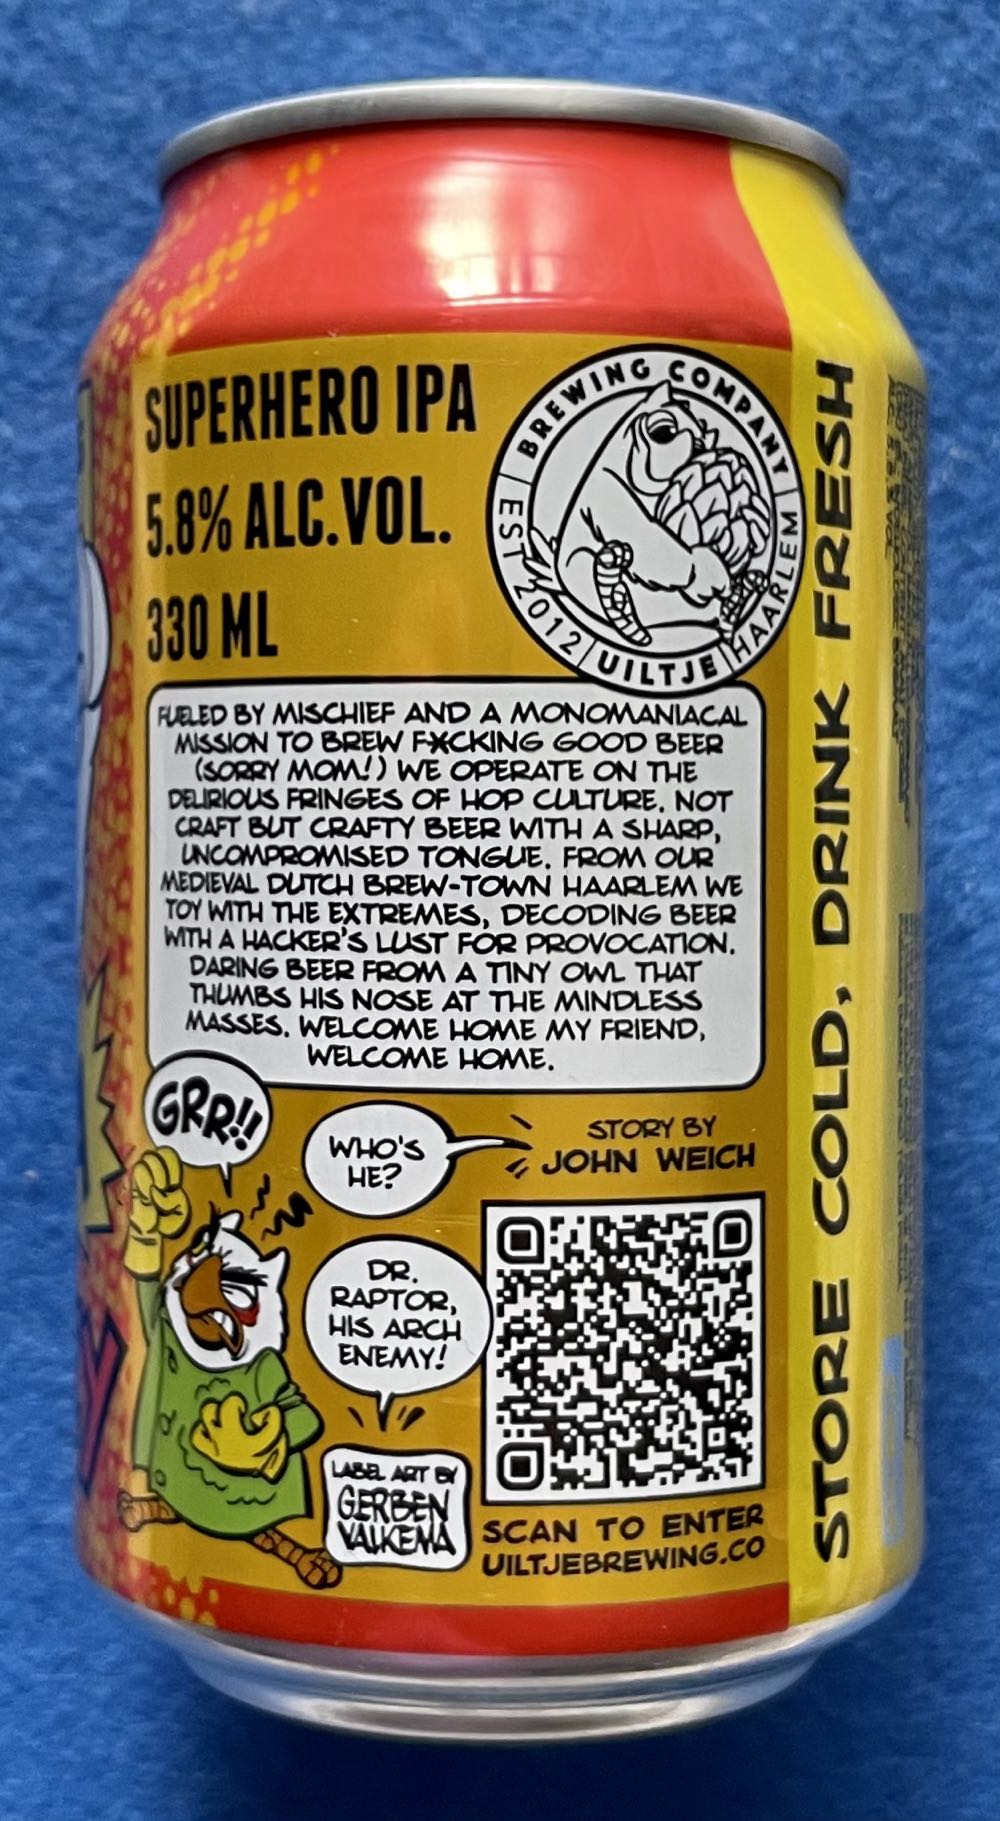 SUPERHERO IPA
5.8% ALC.VOL.
330 ML
BREWING COMPANY
EST 2012
UILTJE
HAARLEM
FUELED BY MISCHIEF AND A MONOMANIACAL
MISSION TO BREW F*CKING GOOD BEER
(SORRY MOM!) WE OPERATE ON THE
DELIRIOUS FRINGES OF HOP CULTURE. NOT
CRAFT BUT CRAFTY BEER WITH A SHARP,
UNCOMPROMISED TONGUE. FROM OUR
MEDIEVAL DUTCH BREW-TOWN HAARLEM WE
TOY WITH THE EXTREMES, DECODING BEER
WITH A HACKER'S LUST FOR PROVOCATION.
DARING BEER FROM A TINY OWL THAT
THUMBS HIS NOSE AT THE MINDLESS
MASSES. WELCOME HOME MY FRIEND,
WELCOME HOME.
GRR!!
WHO'S
HE?
STORY BY
JOHN WEICH
DR.
RAPTOR,
HIS ARCH
ENEMY!
LABEL ART BY
GERBEN
VALKEMA
SCAN TO ENTER
UILTJEBREWING.CO
STORE COLD, DRINK FRESH